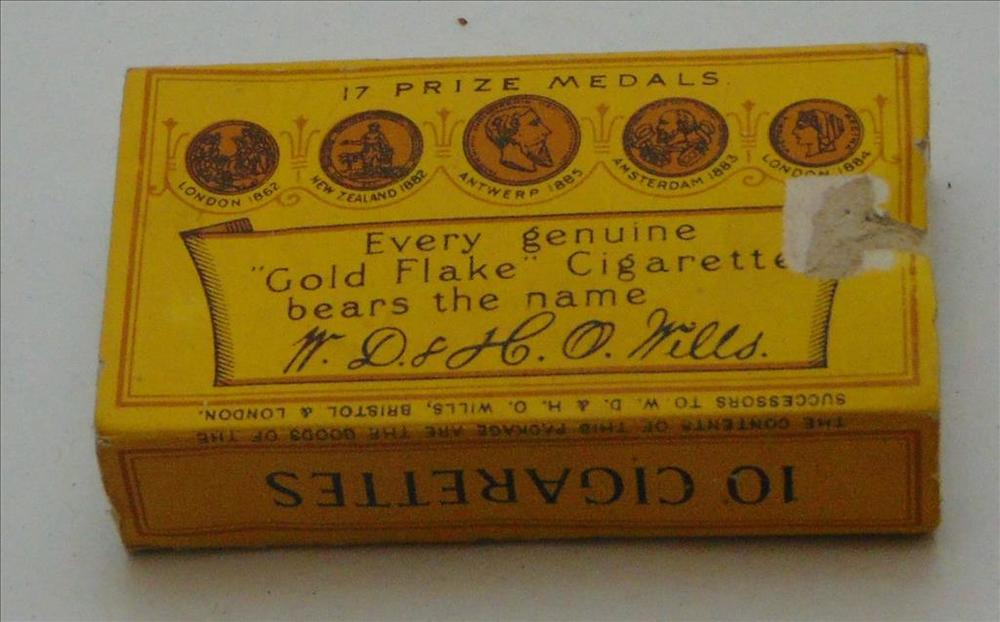 17 PRIZE MEDALS.
LONDON 1862
NEW ZEALAND 1882
ANTWERP 1885
AMSTERDAM 1883
LONDON 1884
Every genuine
"Gold Flake" Cigarette
bears the name
W. D. & H. O. Wills.
THE CONTENTS OF THIS PACKAGE ARE THE GOODS OF THE
SUCCESSORS TO W. D. & H. O. WILLS, BRISTOL & LONDON.
10 CIGARETTES